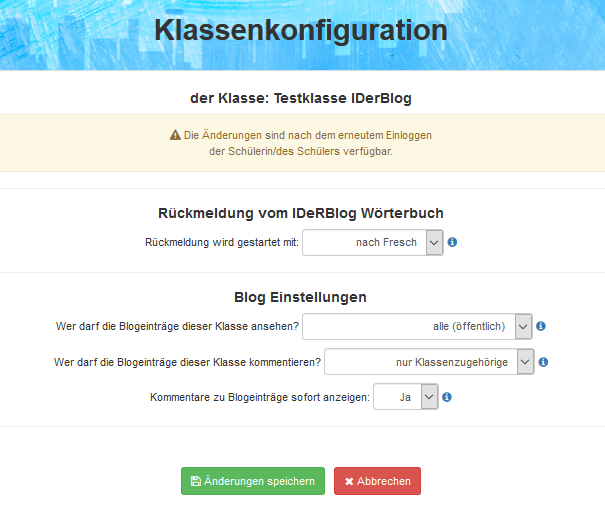 Klassenkonfiguration
der Klasse: Testklasse IDerBlog
Die Änderungen sind nach dem erneutem Einloggen
der Schülerin/des Schülers verfügbar.
Rückmeldung vom IDeRBlog Wörterbuch
Rückmeldung wird gestartet mit: nach Fresch
Blog Einstellungen
Wer darf die Blogeinträge dieser Klasse ansehen? alle (öffentlich)
Wer darf die Blogeinträge dieser Klasse kommentieren? nur Klassenzugehörige
Kommentare zu Blogeinträge sofort anzeigen: Ja
Änderungen speichern Abbrechen